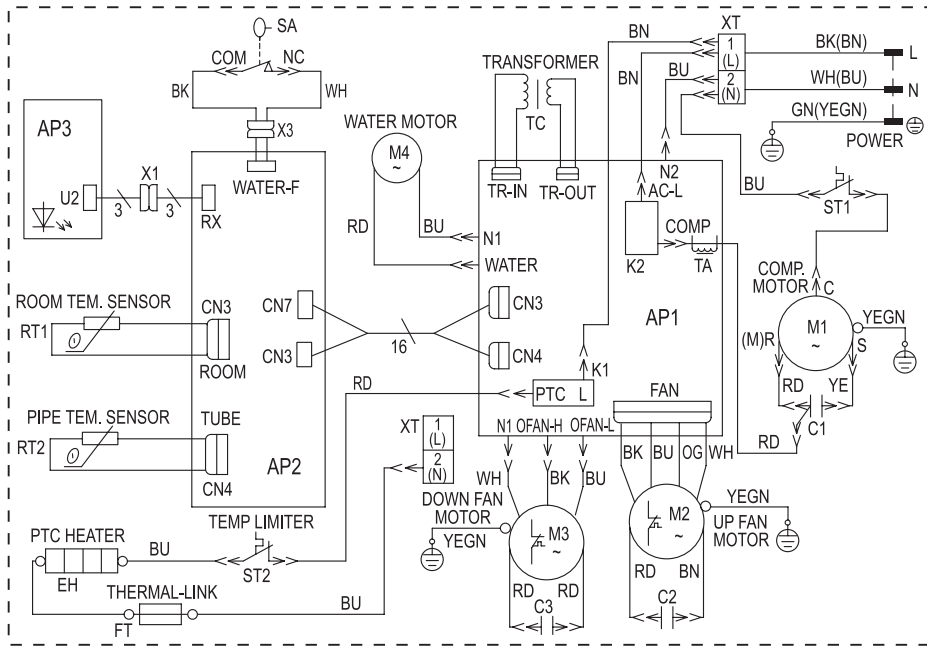 SA
COM
NC
BK
WH
X3
WATER-F
AP3
U2
X1
3
3
RX
WATER MOTOR
M4
~
RD
BU
N1
WATER
TRANSFORMER
TC
TR-IN
TR-OUT
BN
BN
BU
XT
1
(L)
2
(N)
BK(BN)
L
WH(BU)
N
GN(YEGN)
POWER
N2
AC-L
K2
COMP
TA
BU
ST1
COMP.
MOTOR
C
M1
~
YEGN
(M)R
S
RD
YE
C1
RD
ROOM TEM. SENSOR
RT1
CN3
ROOM
PIPE TEM. SENSOR
RT2
TUBE
CN4
AP2
CN7
CN3
16
CN3
CN4
AP1
K1
PTC
L
RD
FAN
N1
OFAN-H
OFAN-L
XT
1
(L)
2
(N)
WH
BK
BU
BK
BU
OG
WH
DOWN FAN
MOTOR
YEGN
M3
~
RD
RD
C3
M2
~
YEGN
UP FAN
MOTOR
RD
BN
C2
TEMP LIMITER
ST2
BU
PTC HEATER
EH
THERMAL-LINK
FT
BU